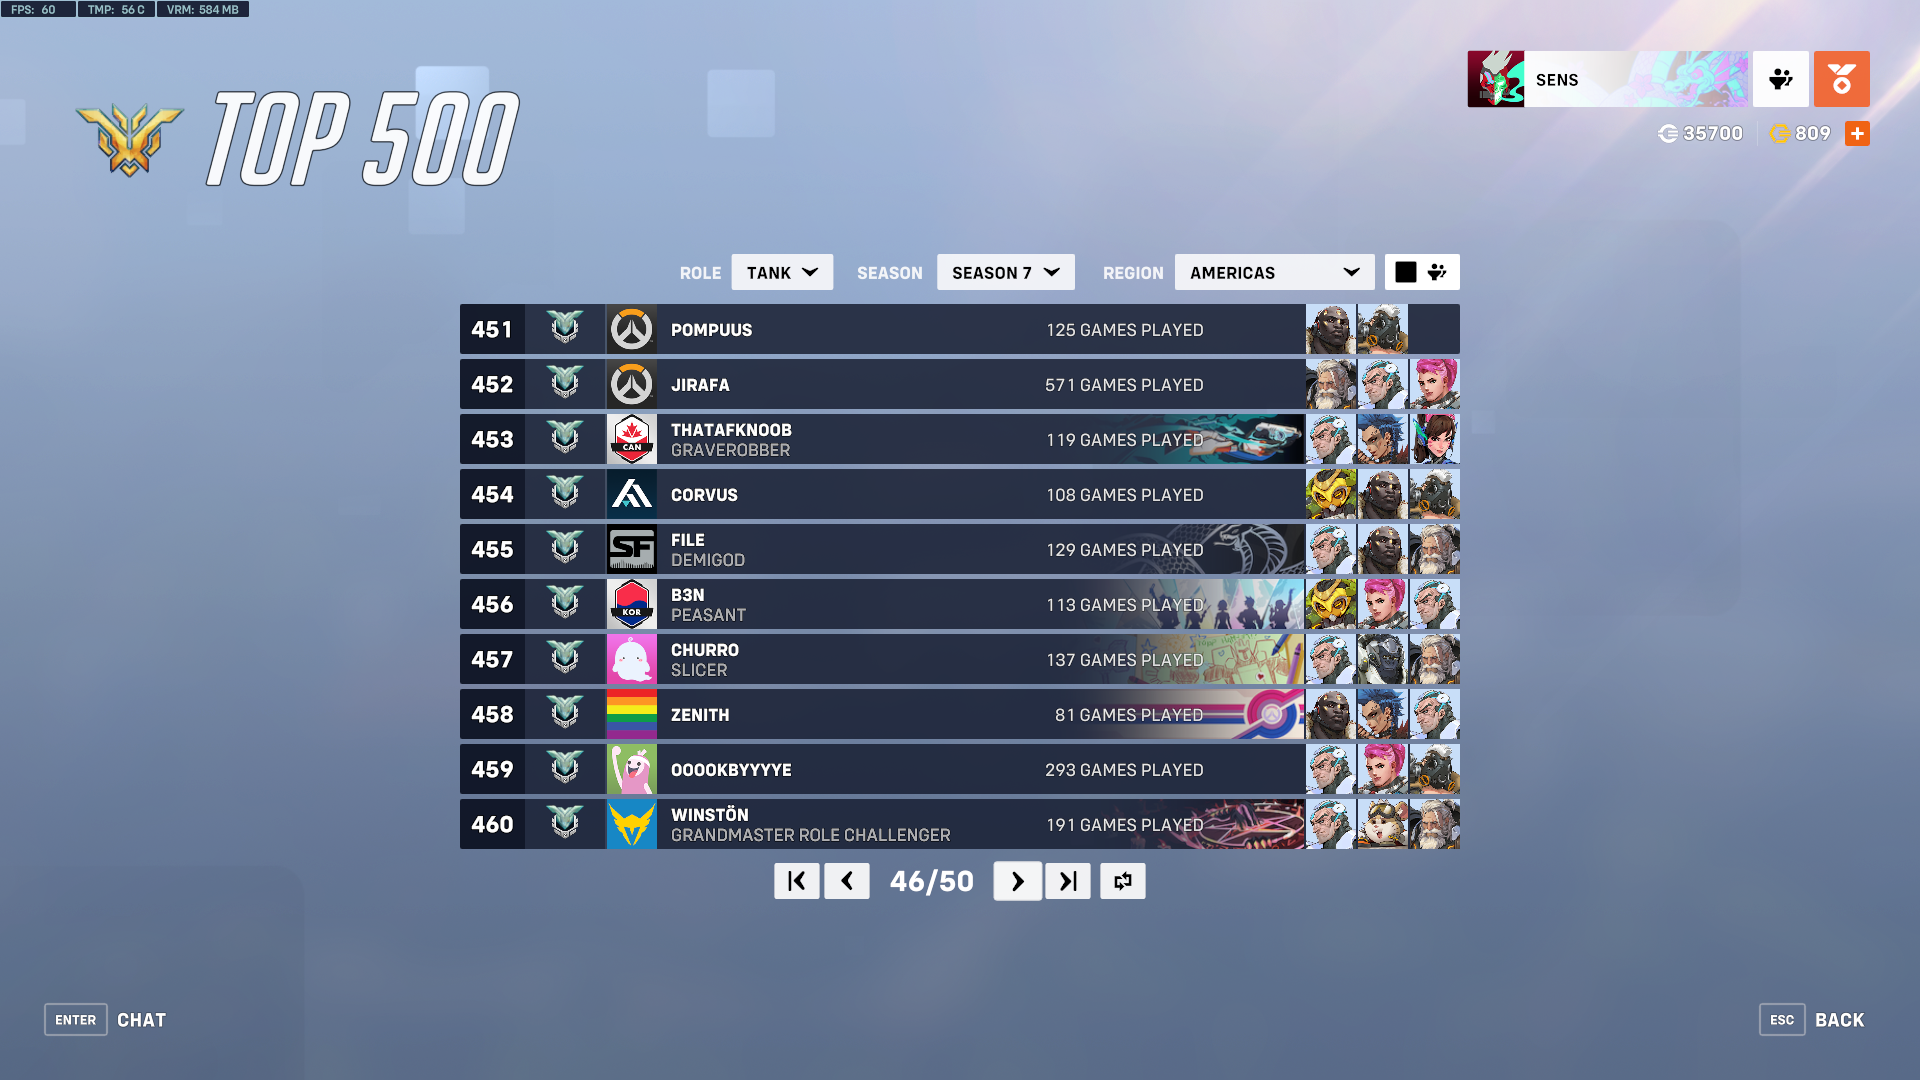 FPS: 60 TMP: 56 C VRM: 584 MB
TOP 500
SENS
35700 809
ROLE TANK SEASON SEASON 7 REGION AMERICAS
451 POMPUUS 125 GAMES PLAYED
452 JIRAFA 571 GAMES PLAYED
453 CAN THATAFKNOOB 119 GAMES PLAYED
GRAVEROBBER
454 CORVUS 108 GAMES PLAYED
455 SF FILE 129 GAMES PLAYED
DEMIGOD
456 KOR B3N 113 GAMES PLAYED
PEASANT
457 CHURRO 137 GAMES PLAYED
SLICER
458 ZENITH 81 GAMES PLAYED
459 OOOOKBYYYYE 293 GAMES PLAYED
460 WINSTÖN 191 GAMES PLAYED
GRANDMASTER ROLE CHALLENGER
46/50
ENTER CHAT
ESC BACK